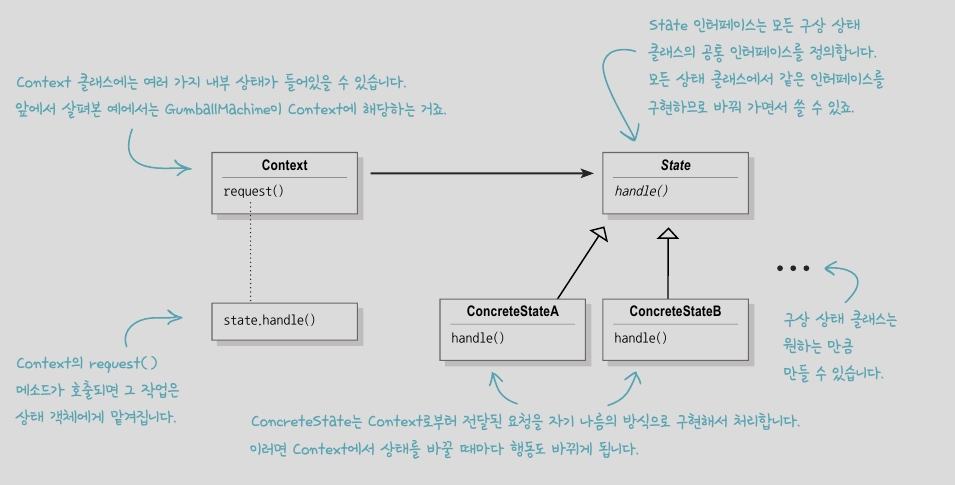 State 인터페이스는 모든 구상 상태
클래스의 공통 인터페이스를 정의합니다.
모든 상태 클래스에서 같은 인터페이스를
구현하므로 바꿔 가면서 쓸 수 있죠.
Context 클래스에는 여러 가지 내부 상태가 들어있을 수 있습니다.
앞에서 살펴본 예에서는 GumballMachine이 Context에 해당하는 거죠.
Context
request()
State
handle()
state.handle()
ConcreteStateA
handle()
ConcreteStateB
handle()
구상 상태 클래스는
원하는 만큼
만들 수 있습니다.
Context의 request()
메소드가 호출되면 그 작업은
상태 객체에게 맡겨집니다.
ConcreteState는 Context로부터 전달된 요청을 자기 나름의 방식으로 구현해서 처리합니다.
이러면 Context에서 상태를 바꿀 때마다 행동도 바뀌게 됩니다.